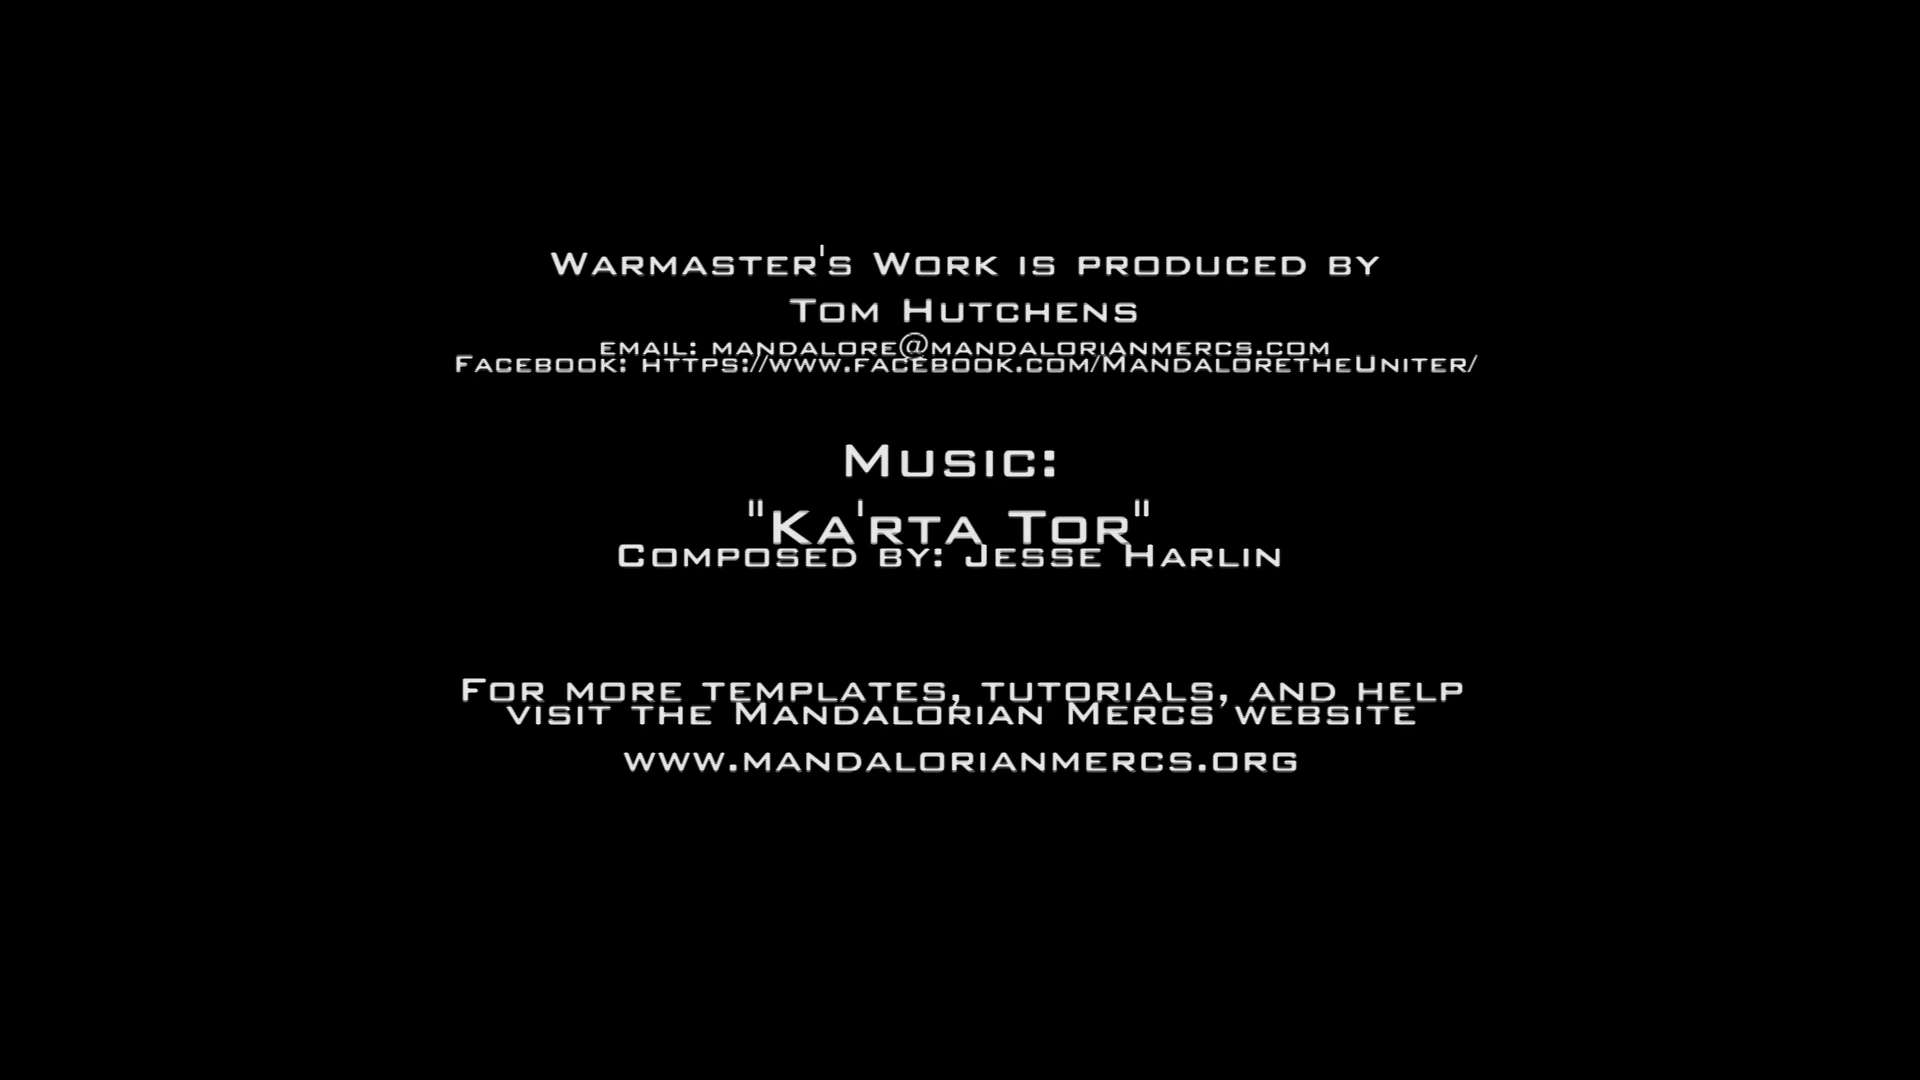 Warmaster's Work is produced by
Tom Hutchens
email: mandalore@mandalorianmercs.com
Facebook: https://www.facebook.com/MandaloretheUniter/
Music:
"Ka'rta Tor"
Composed by: Jesse Harlin
For more templates, tutorials, and help
visit the Mandalorian Mercs website
www.mandalorianmercs.org